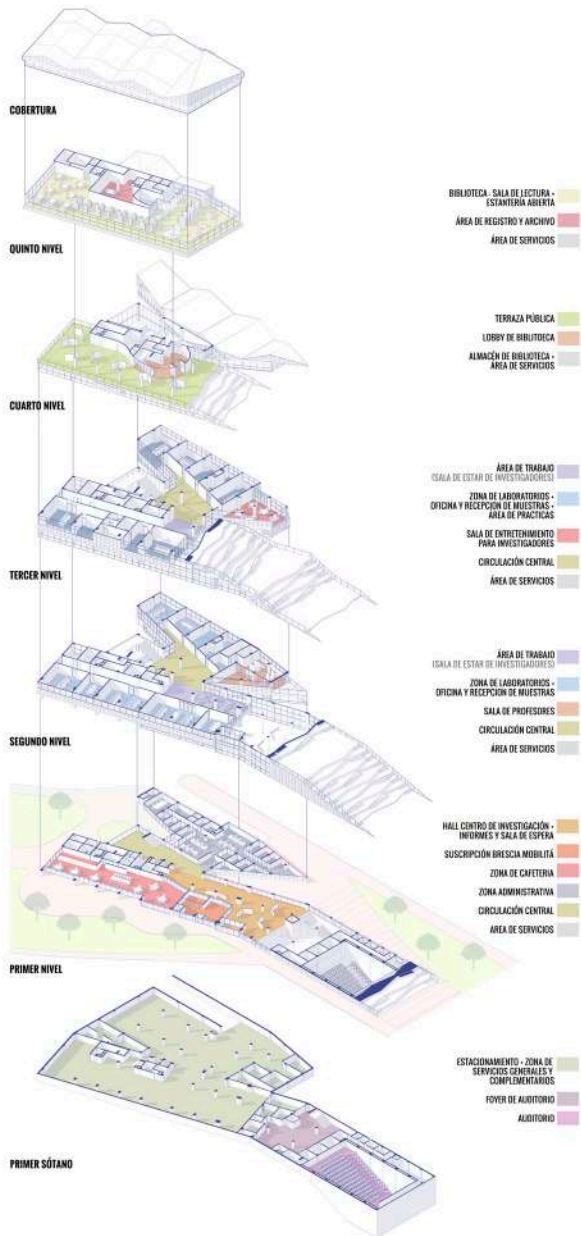 COBERTURA
BIBLIOTECA - SALA DE LECTURA +
ESTANTERÍA ABIERTA
ÁREA DE REGISTRO Y ARCHIVO
ÁREA DE SERVICIOS
QUINTO NIVEL
TERRAZA PÚBLICA
LOBBY DE BIBLITOECA
ALMACÉN DE BIBLIOTECA +
ÁREA DE SERVICIOS
CUARTO NIVEL
ÁREA DE TRABAJO
(SALA DE ESTAR DE INVESTIGADORES)
ZONA DE LABORATORIOS +
OFICINA Y RECEPCION DE MUESTRAS +
ÁREA DE PRACTICAS
SALA DE ENTRETENIMIENTO
PARA INVESTIGADORES
CIRCULACIÓN CENTRAL
ÁREA DE SERVICIOS
TERCER NIVEL
ÁREA DE TRABAJO
(SALA DE ESTAR DE INVESTIGADORES)
ZONA DE LABORATORIOS +
OFICINA Y RECEPCION DE MUESTRAS
SALA DE PROFESORES
CIRCULACIÓN CENTRAL
ÁREA DE SERVICIOS
SEGUNDO NIVEL
HALL CENTRO DE INVESTIGACIÓN +
INFORMES Y SALA DE ESPERA
SUSCRIPCIÓN BRESCIA MOBILITÁ
ZONA DE CAFETERIA
ZONA ADMINISTRATIVA
CIRCULACIÓN CENTRAL
AREA DE SERVICIOS
PRIMER NIVEL
ESTACIONAMIENTO + ZONA DE
SERVICIOS GENERALES Y
COMPLEMENTARIOS
FOYER DE AUDITORIO
AUDITORIO
PRIMER SÓTANO